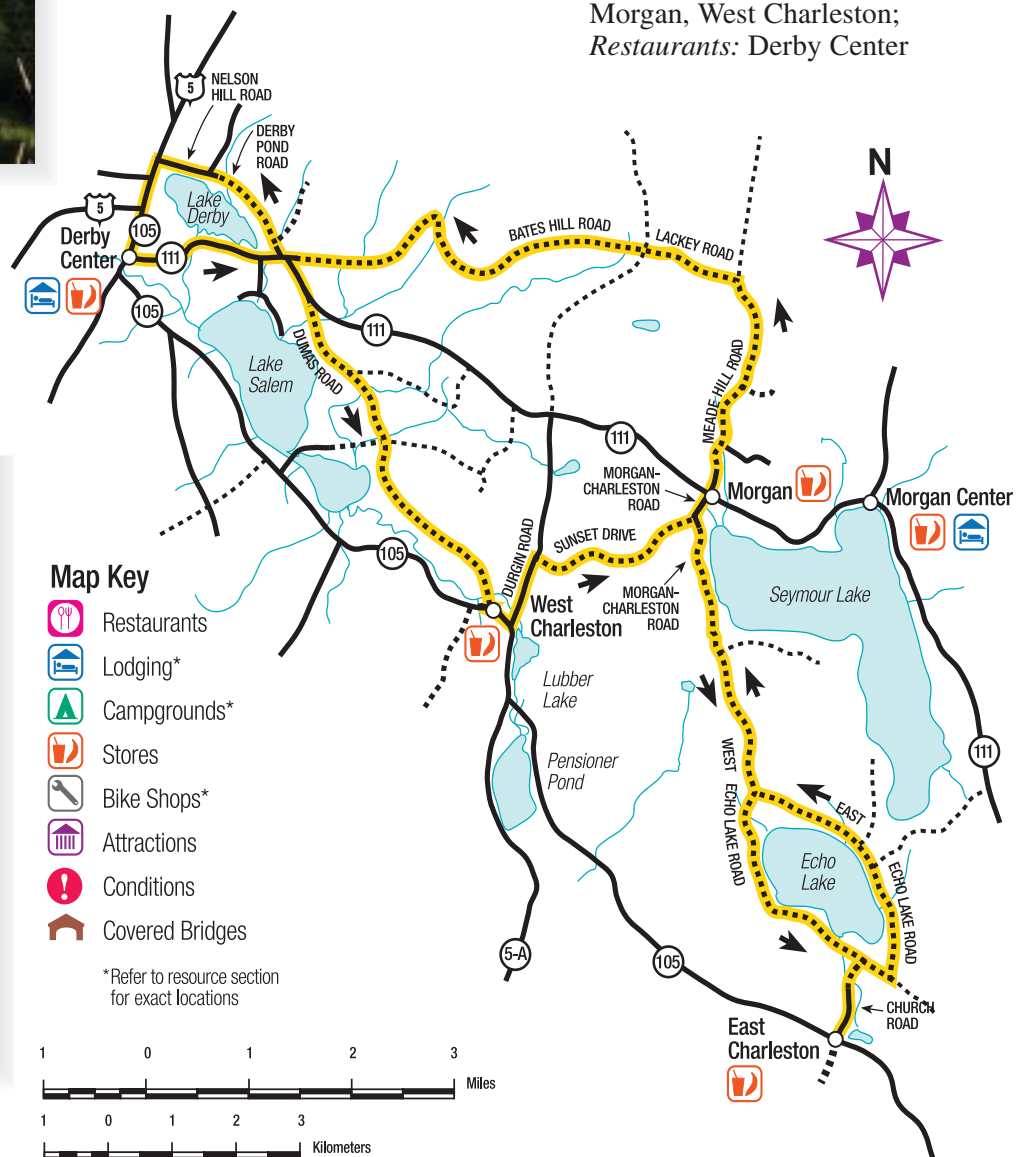 Morgan, West Charleston;
Restaurants: Derby Center
5
NELSON
HILL ROAD
DERBY
POND
ROAD
N
Lake
Derby
5
105
Derby
Center
111
BATES HILL ROAD
LACKEY ROAD
105
111
DUMAS ROAD
Lake
Salem
MEADE HILL ROAD
111
MORGAN-
CHARLESTON
ROAD
Morgan
Morgan Center
DURGIN ROAD
SUNSET DRIVE
105
West
Charleston
MORGAN-
CHARLESTON
ROAD
Seymour Lake
Map Key
Restaurants
Lodging*
Campgrounds*
Stores
Bike Shops*
Attractions
Conditions
Covered Bridges
*Refer to resource section
for exact locations
Lubber
Lake
Pensioner
Pond
111
WEST ECHO LAKE ROAD
EAST ECHO LAKE ROAD
Echo
Lake
5-A
105
CHURCH
ROAD
East
Charleston
1 0 1 2 3
Miles
1 0 1 2 3
Kilometers